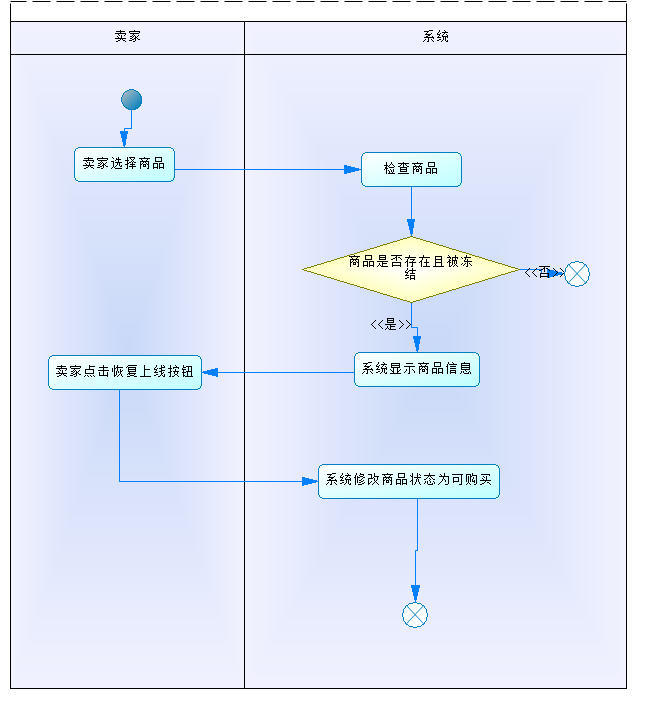 卖家
系统
卖家选择商品
检查商品
商品是否存在且被冻
结
<<否>>
<<是>>
系统显示商品信息
卖家点击恢复上线按钮
系统修改商品状态为可购买